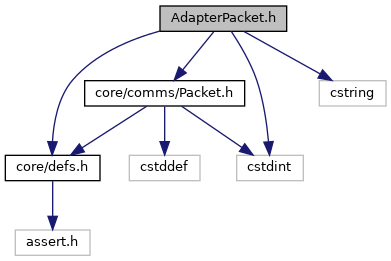 AdapterPacket.h
core/comms/Packet.h
cstring
core/defs.h
cstddef
cstdint
assert.h